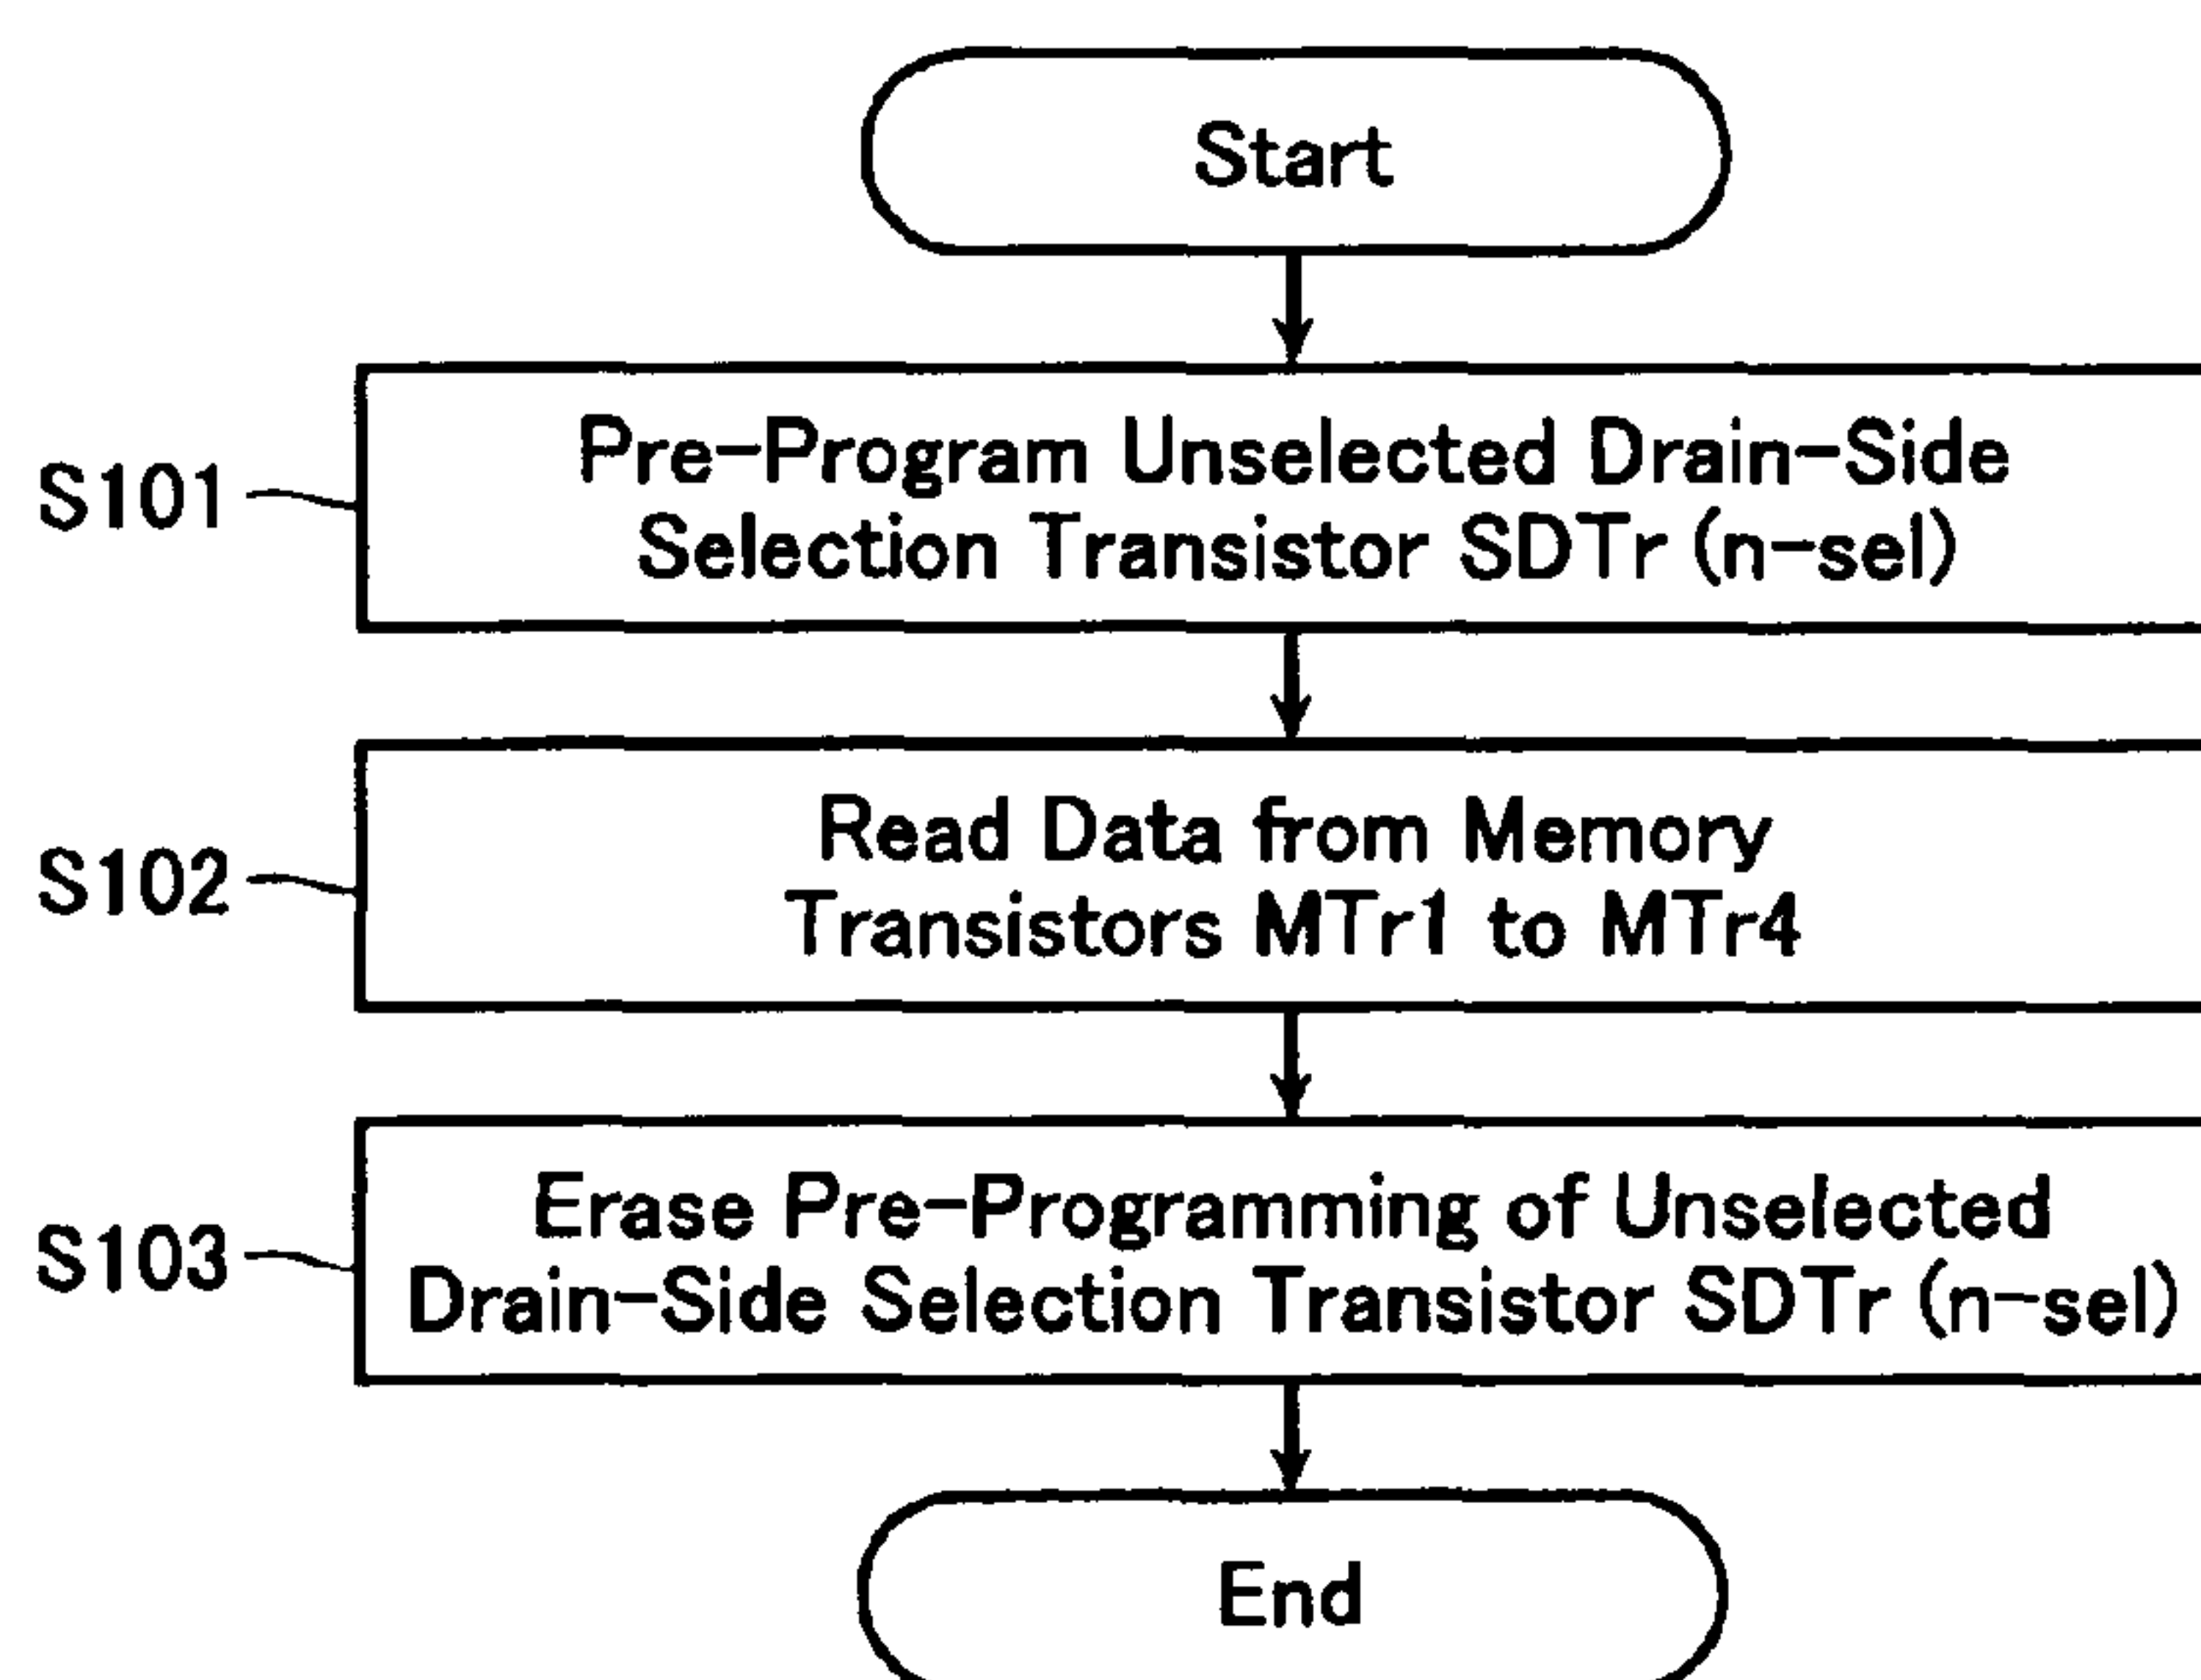 Start
S101
Pre-Program Unselected Drain-Side
Selection Transistor SDTr (n-sel)
S102
Read Data from Memory
Transistors MTr1 to MTr4
S103
Erase Pre-Programming of Unselected
Drain-Side Selection Transistor SDTr (n-sel)
End